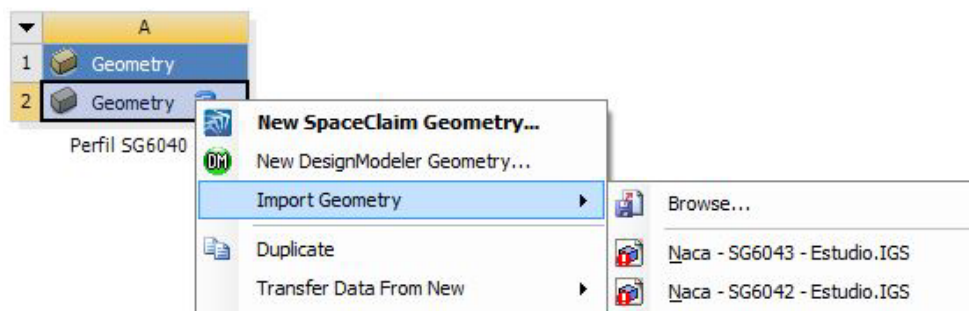 A
1 Geometry
2 Geometry
Perfil SG6040
New SpaceClaim Geometry...
DM New DesignModeler Geometry...
Import Geometry
Duplicate
Transfer Data From New
Browse...
Naca - SG6043 - Estudio.IGS
Naca - SG6042 - Estudio.IGS